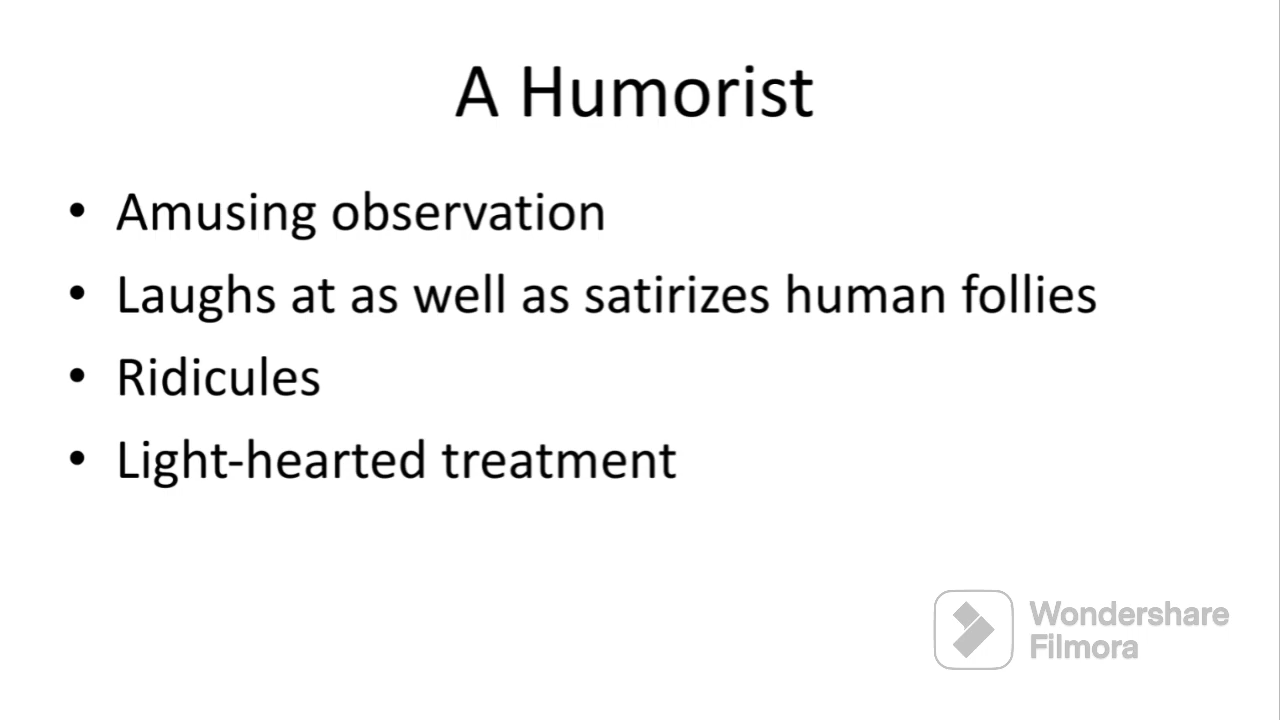 A Humorist
• Amusing observation
• Laughs at as well as satirizes human follies
• Ridicules
• Light-hearted treatment
Wondershare
Filmora